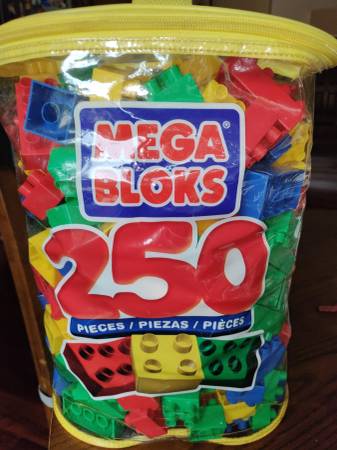 MEGA®
BLOKS
250
PIECES / PIEZAS / PIÈCES